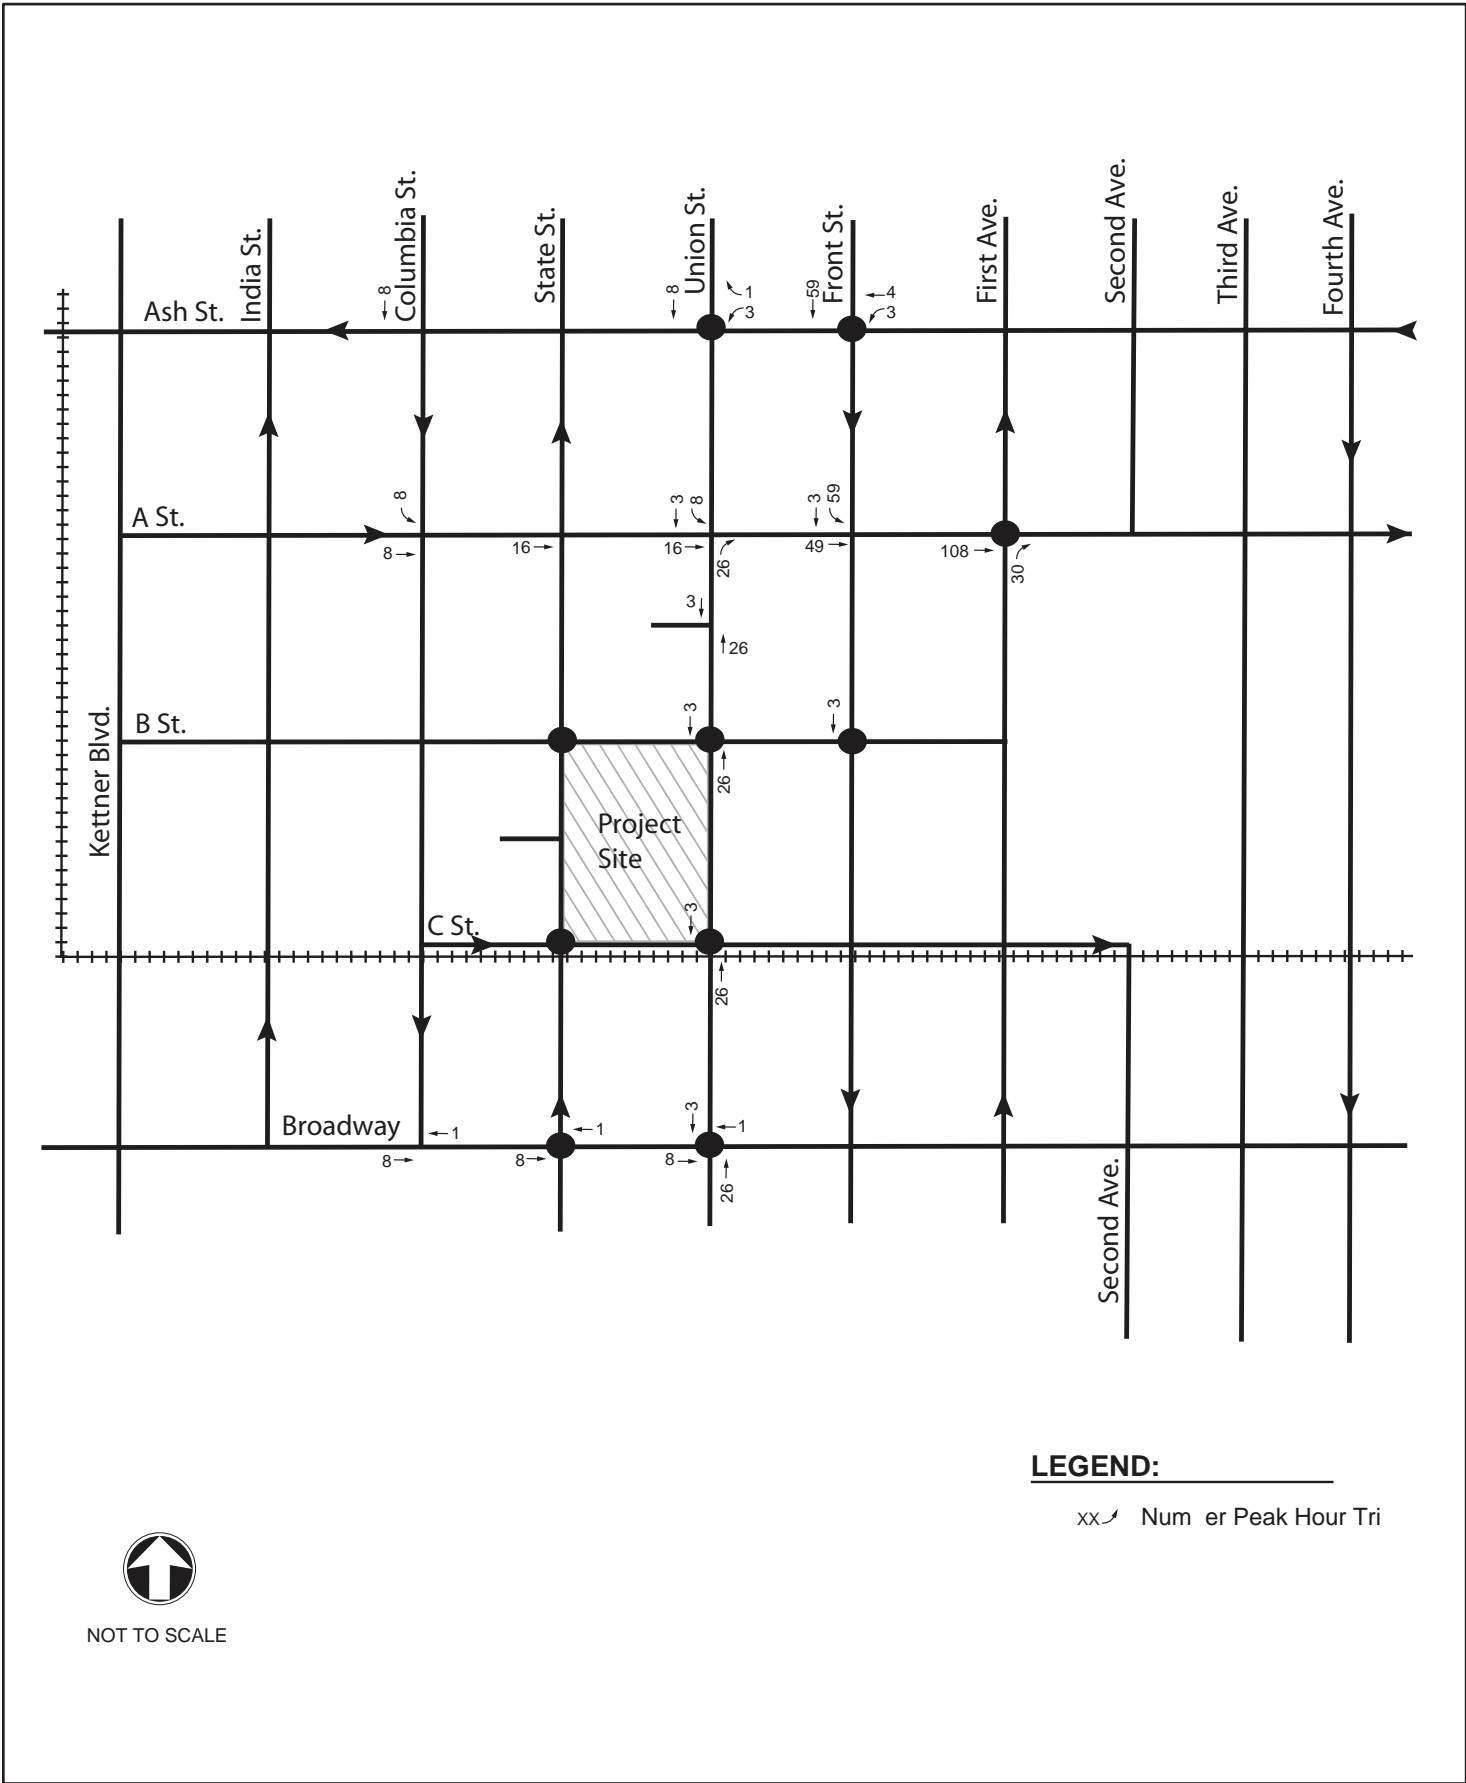 Ash St.
India St.
8
Columbia St.
State St.
8
Union St.
1
3
59
Front St.
4
3
First Ave.
Second Ave.
Third Ave.
Fourth Ave.
A St.
8
8
16
3
8
16
26
3
59
49
108
30
3
26
Kettner Blvd.
B St.
3
26
3
Project
Site
C St.
3
26
Broadway
1
8
1
8
3
1
8
26
Second Ave.
LEGEND:
XX Num er Peak Hour Tri
NOT TO SCALE